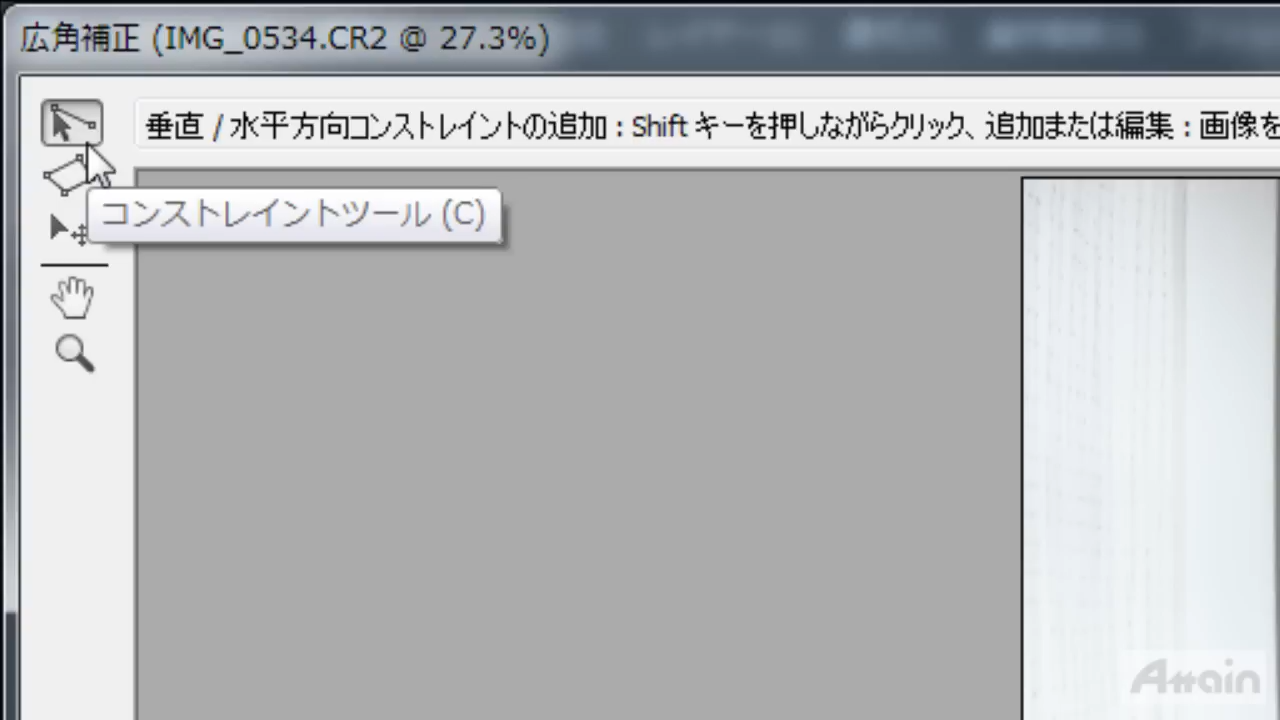 広角補正 (IMG_0534.CR2 @ 27.3%)
垂直 / 水平方向コンストレイントの追加 : Shift キーを押しながらクリック、追加または編集 : 画像を
コンストレイントツール (C)
Attain